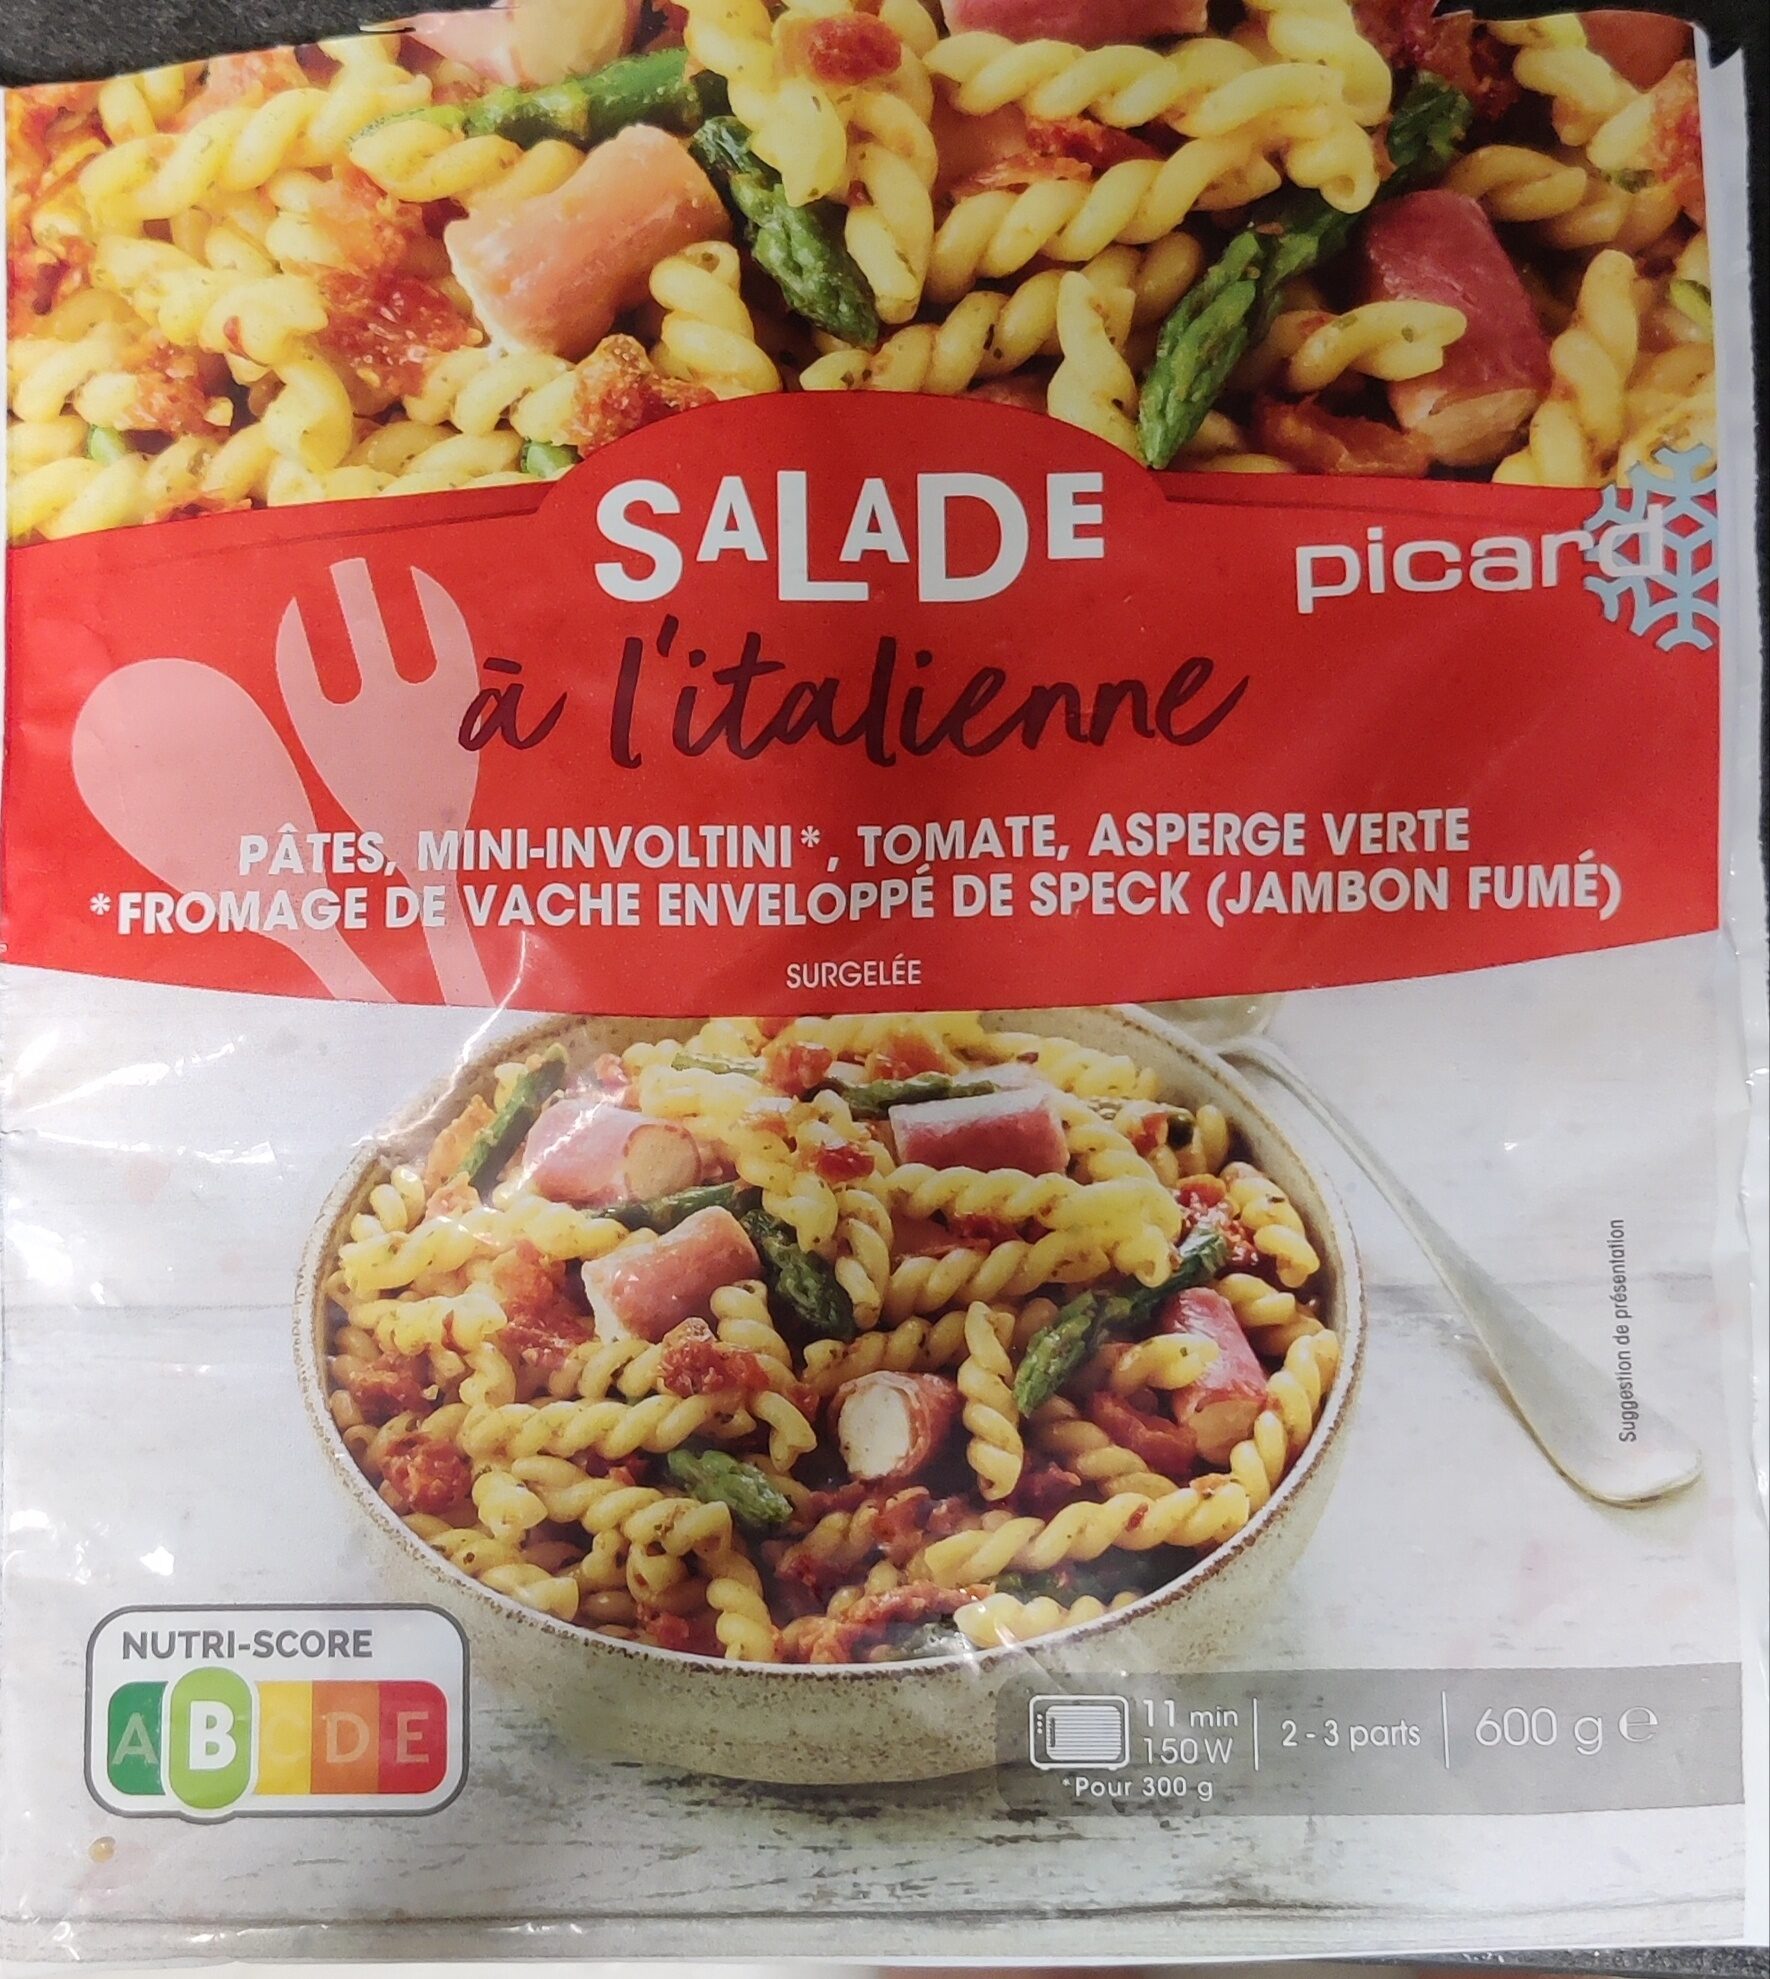 SALADE
picard
à l'italienne
PÂTES, MINI-INVOLTINI*, TOMATE, ASPERGE VERTE
*FROMAGE DE VACHE ENVELOPPÉ DE SPECK (JAMBON FUMÉ)
SURGELÉE
Suggestion de présentation
NUTRI-SCORE
A B C D E
11 min
150 W
*Pour 300 g
2 - 3 parts
600 g e